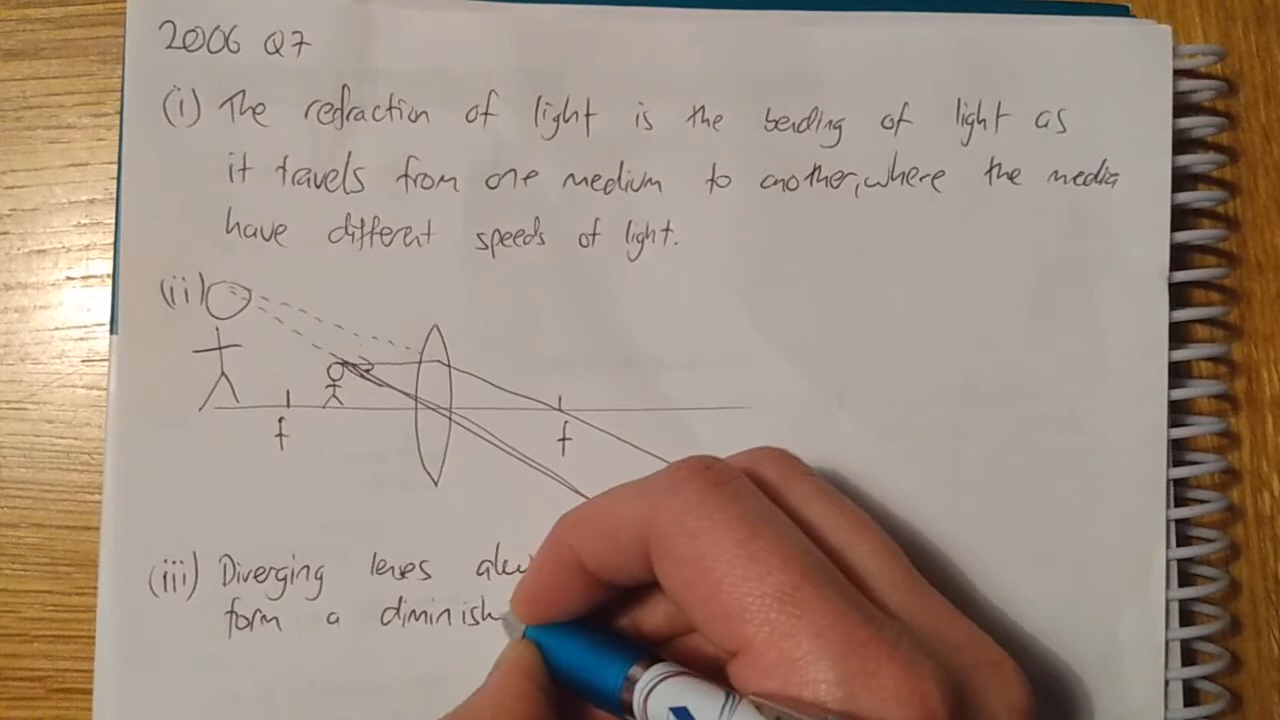 2006 Q7
(i) The refraction of light is the bending of light as
it travels from one medium to another, where the media
have different speeds of light.
(ii)
f
f
(iii) Diverging lenses
form a diminish